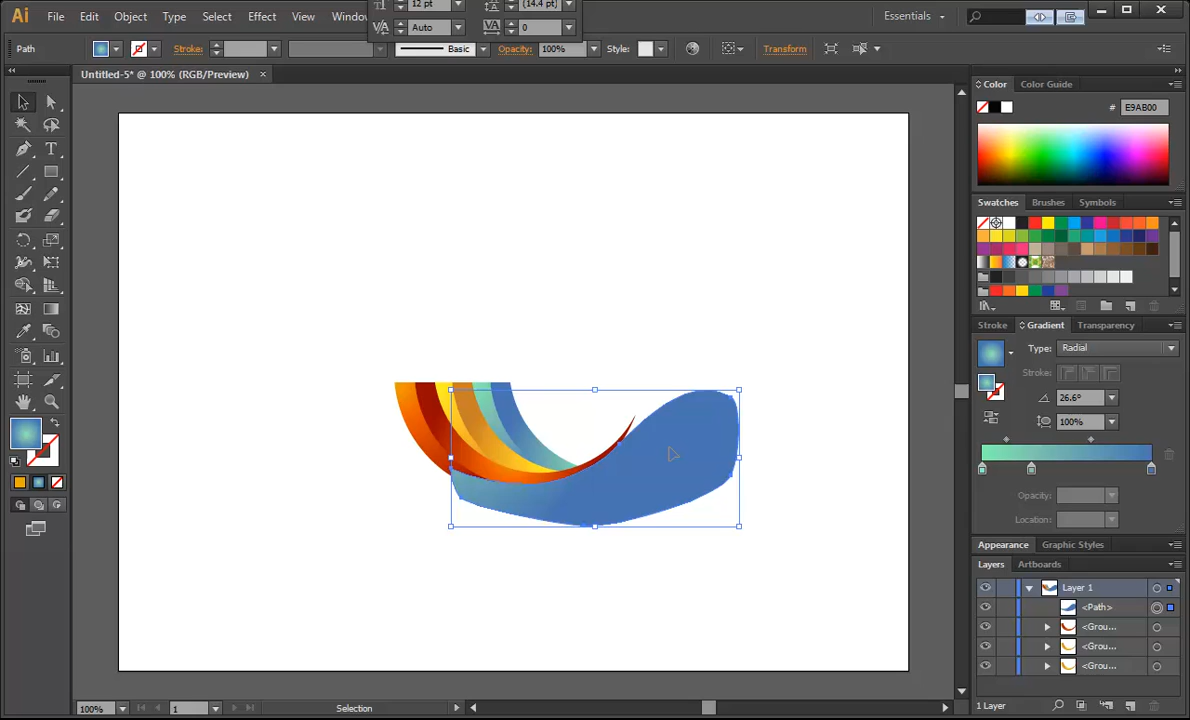 12 pt (14.4 pt)
Ai File Edit Object Type Select Effect View Window Essentials
Auto 0
Path Stroke: Basic Opacity: 100% Style: Transform
Untitled-5* @ 100% (RGB/Preview) ×
Color Color Guide
# E9AB00
Swatches Brushes Symbols
Stroke Gradient Transparency
Type: Radial
Stroke:
26.6°
100%
Opacity:
Location:
Appearance Graphic Styles
Layers Artboards
Layer 1
<Path>
<Grou...
<Grou...
<Grou...
100% 1 Selection 1 Layer